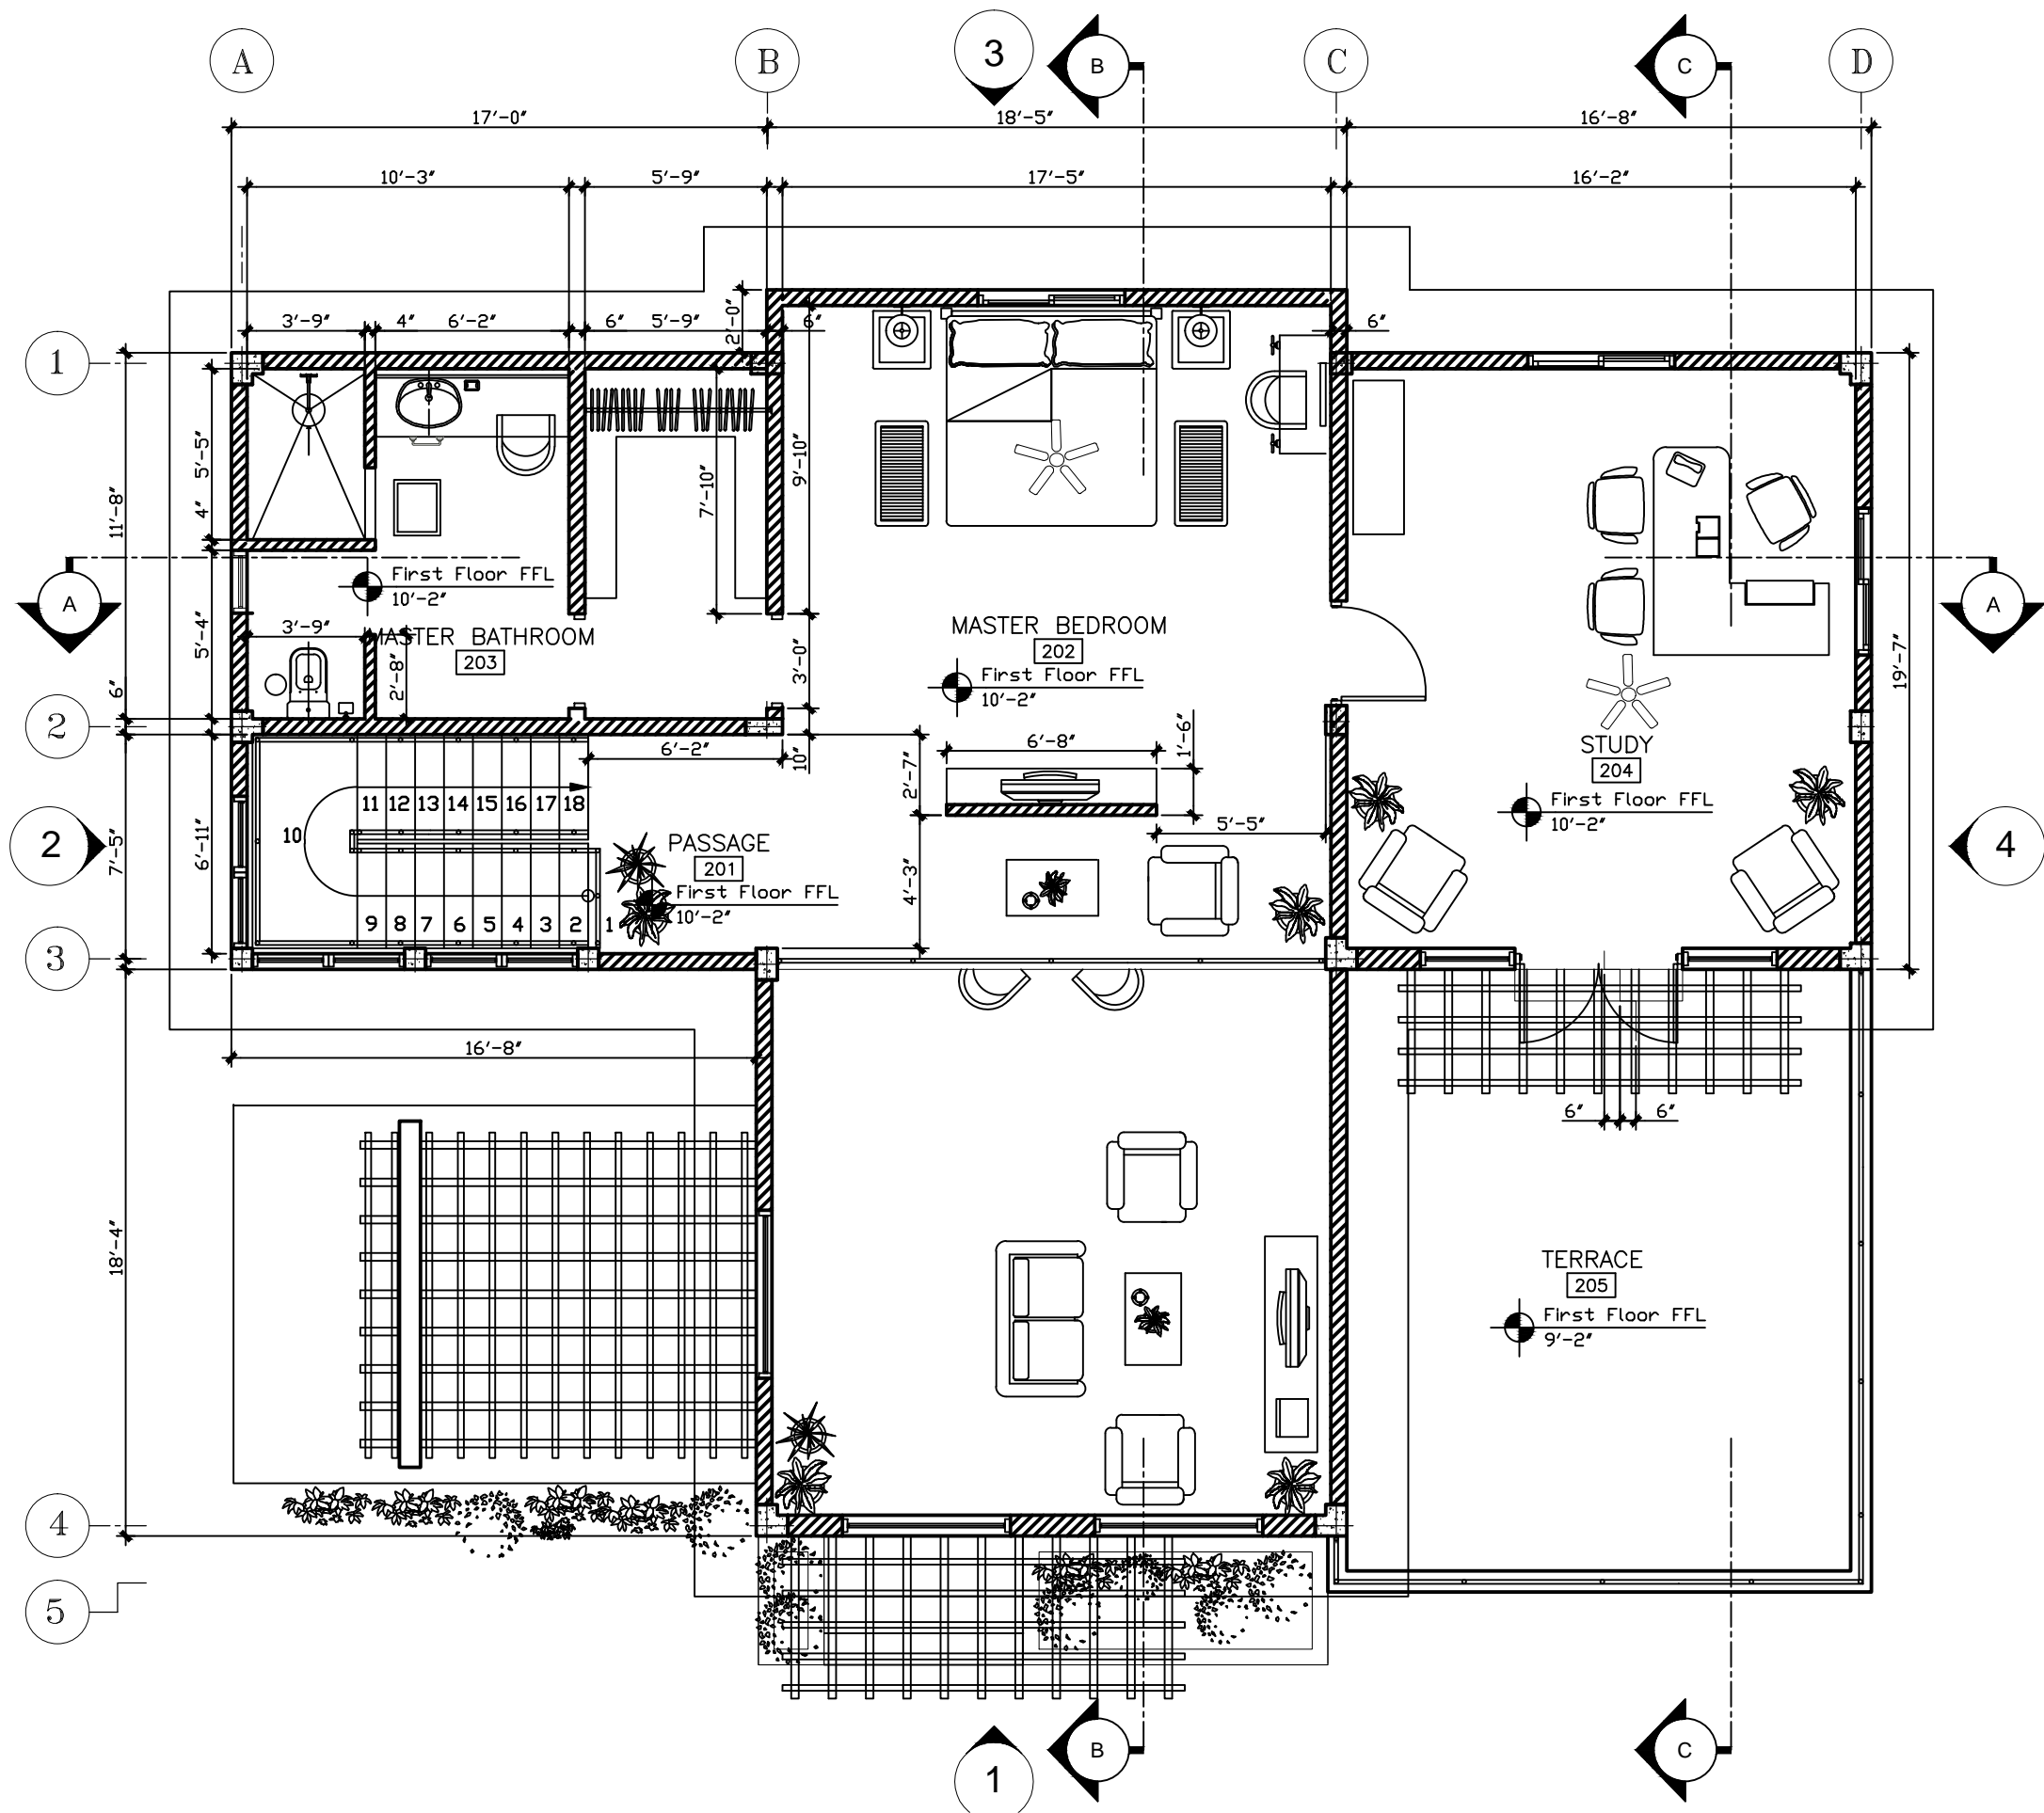 A
B
3
B
C
C
D
17'-0"
18'-5"
16'-8"
10'-3"
5'-9"
17'-5"
16'-2"
3'-9"
4"
6'-2"
6"
5'-9"
2'-0"
6"
6"
1
5'-5"
9'-10"
7'-10"
11'-8"
4"
A
First Floor FFL
10'-2"
A
5'-4"
3'-9"
MASTER BATHROOM
203
2'-8"
3'-0"
MASTER BEDROOM
202
First Floor FFL
10'-2"
19'-7"
6"
2
6'-2"
10"
2'-7"
6'-8"
1'-6"
STUDY
204
First Floor FFL
10'-2"
11 12 13 14 15 16 17 18
10
2
7'-5"
6'-11"
PASSAGE
201
First Floor FFL
10'-2"
5'-5"
4'-3"
4
9 8 7 6 5 4 3 2 1
3
16'-8"
6"
6"
18'-4"
TERRACE
205
First Floor FFL
9'-2"
4
5
1
B
C